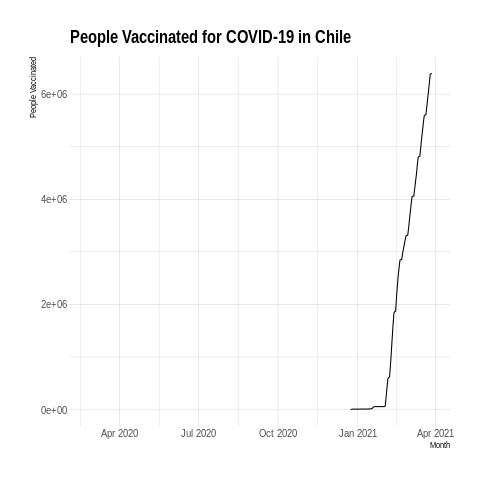 People Vaccinated for COVID-19 in Chile
People Vaccinated
6e+06
4e+06
2e+06
0e+00
Apr 2020 Jul 2020 Oct 2020 Jan 2021 Apr 2021
Month